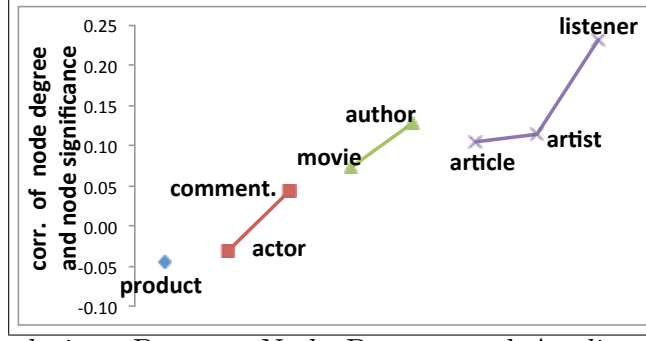 corr. of node degree
and node significance
0.25
0.20
0.15
0.10
0.05
0.00
-0.05
-0.10
listener
author
artist
movie
article
comment.
actor
product